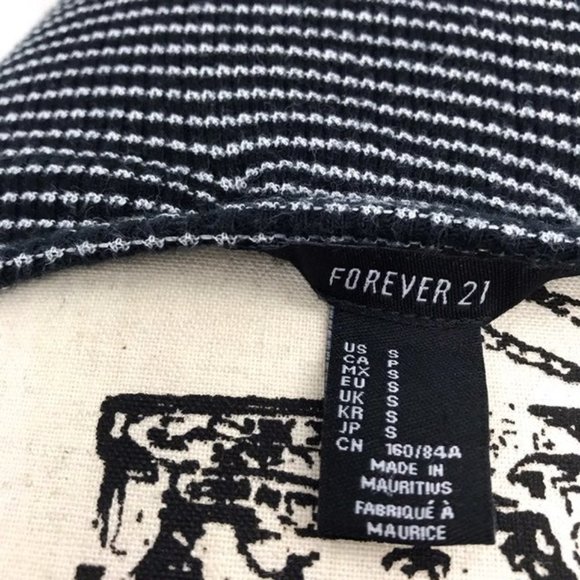 FOREVER 21
US S
CA P
MX S
EU S
UK S
KR S
JP S
CN 160/84A
MADE IN
MAURITIUS
FABRIQUÉ À
MAURICE